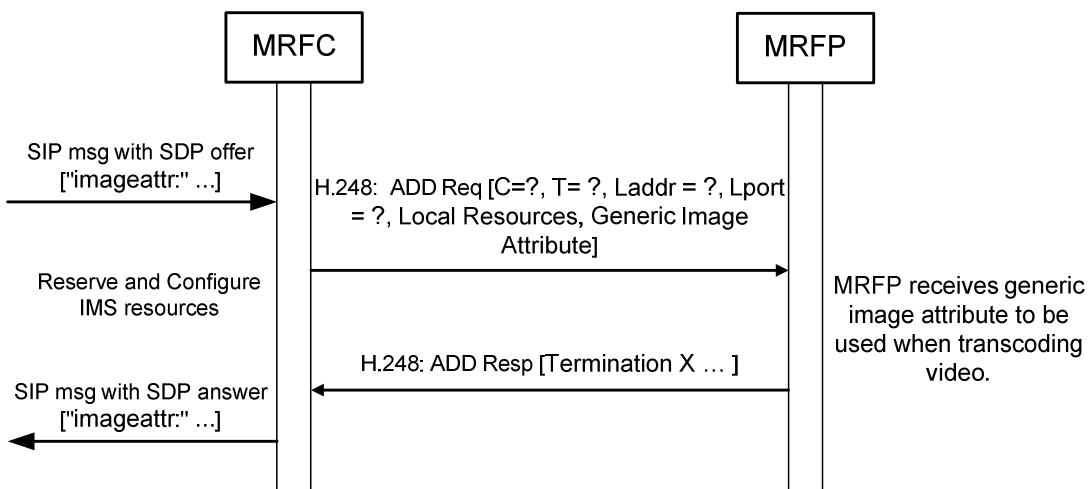 MRFC
MRFP
SIP msg with SDP offer
["imageattr:" …]
H.248:  ADD Req [C=?, T= ?, Laddr = ?, Lport
= ?, Local Resources, Generic Image
Attribute]
Reserve and Configure
IMS resources
MRFP receives generic
image attribute to be
used when transcoding
video.
H.248: ADD Resp [Termination X … ]
SIP msg with SDP answer
["imageattr:" …]